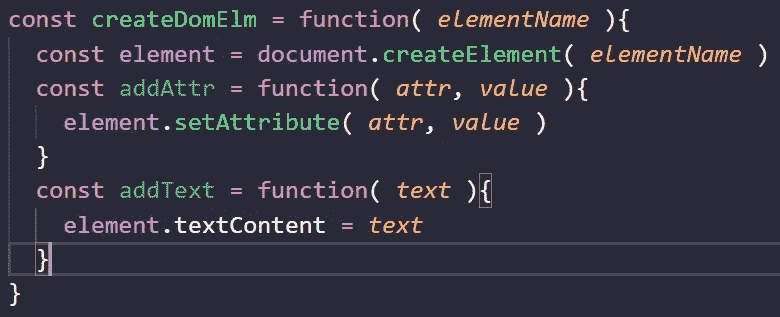 const createDomElm = function( elementName ){
  const element = document.createElement( elementName )
  const addAttr = function( attr, value ){
    element.setAttribute( attr, value )
  }
  const addText = function( text ){
    element.textContent = text
  }
}